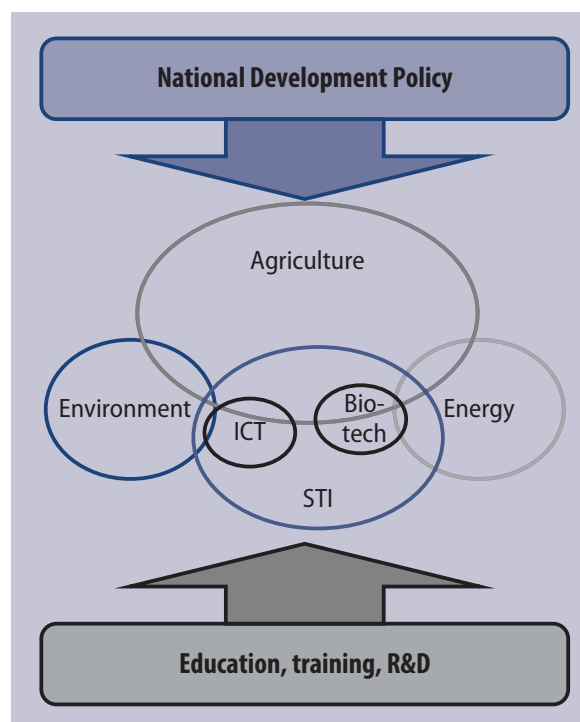 National Development Policy
Agriculture
Environment
ICT
Bio-
tech
Energy
STI
Education, training, R&D